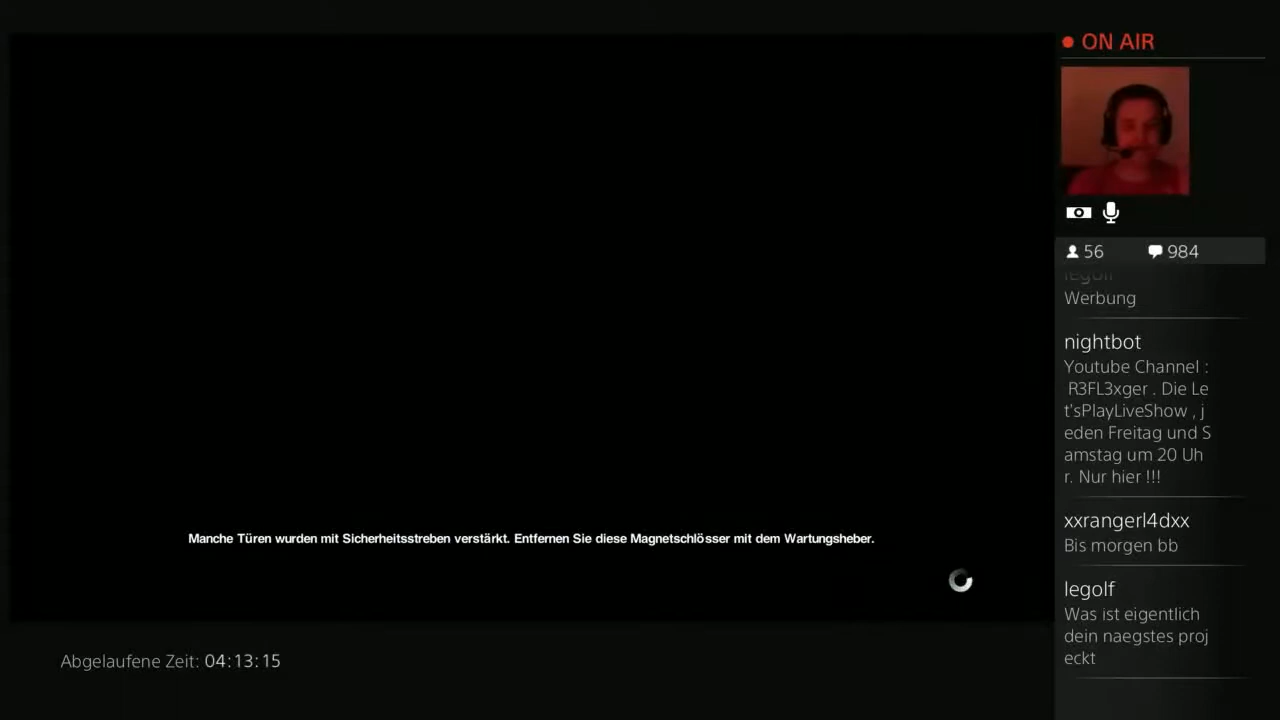 ON AIR
56 984
legolf
Werbung
nightbot
Youtube Channel :
R3FL3xger . Die Le
t'sPlayLiveShow , j
eden Freitag und S
amstag um 20 Uh
r. Nur hier !!!
xxrangerl4dxx
Bis morgen bb
legolf
Was ist eigentlich
dein naegstes proj
eckt
Manche Türen wurden mit Sicherheitsstreben verstärkt. Entfernen Sie diese Magnetschlösser mit dem Wartungsheber.
Abgelaufene Zeit: 04:13:15